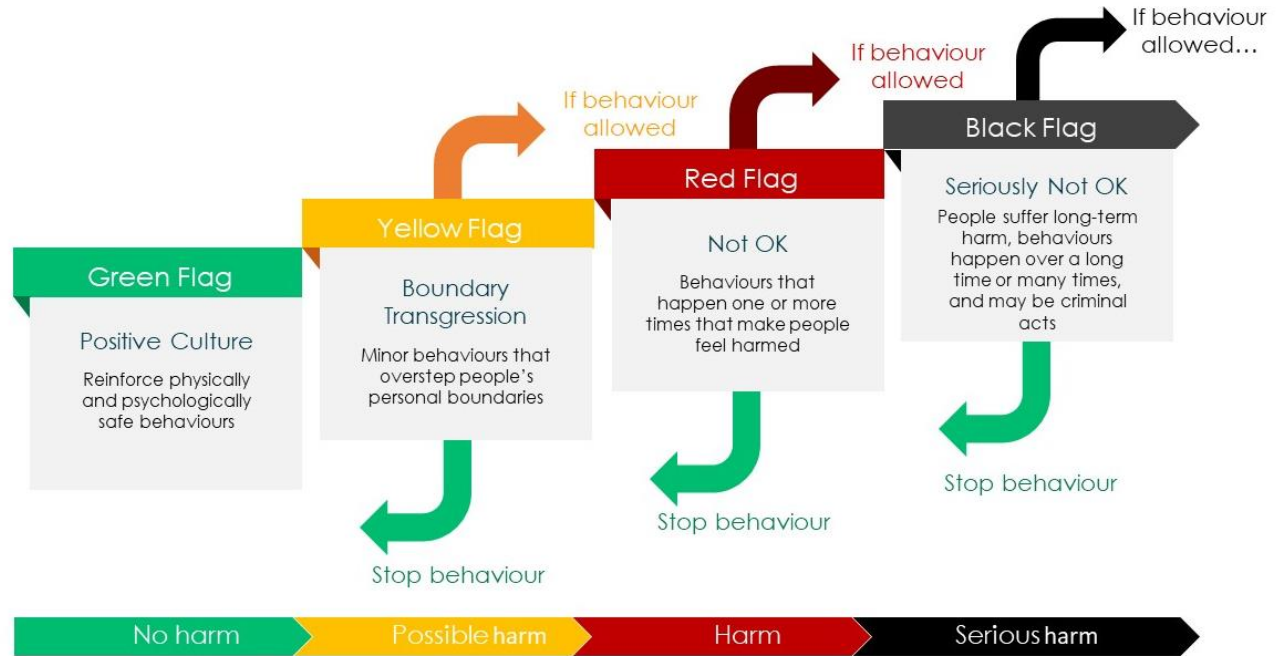 Green Flag
Positive Culture
Reinforce physically
and psychologically
safe behaviours
Yellow Flag
Boundary
Transgression
Minor behaviours that
overstep people’s
personal boundaries
If behaviour
allowed
Stop behaviour
Red Flag
Not OK
Behaviours that
happen one or more
times that make people
feel harmed
If behaviour
allowed
Stop behaviour
Black Flag
Seriously Not OK
People suffer long-term
harm, behaviours
happen over a long
time or many times,
and may be criminal
acts
If behaviour
allowed…
Stop behaviour
No harm
Possible harm
Harm
Serious harm